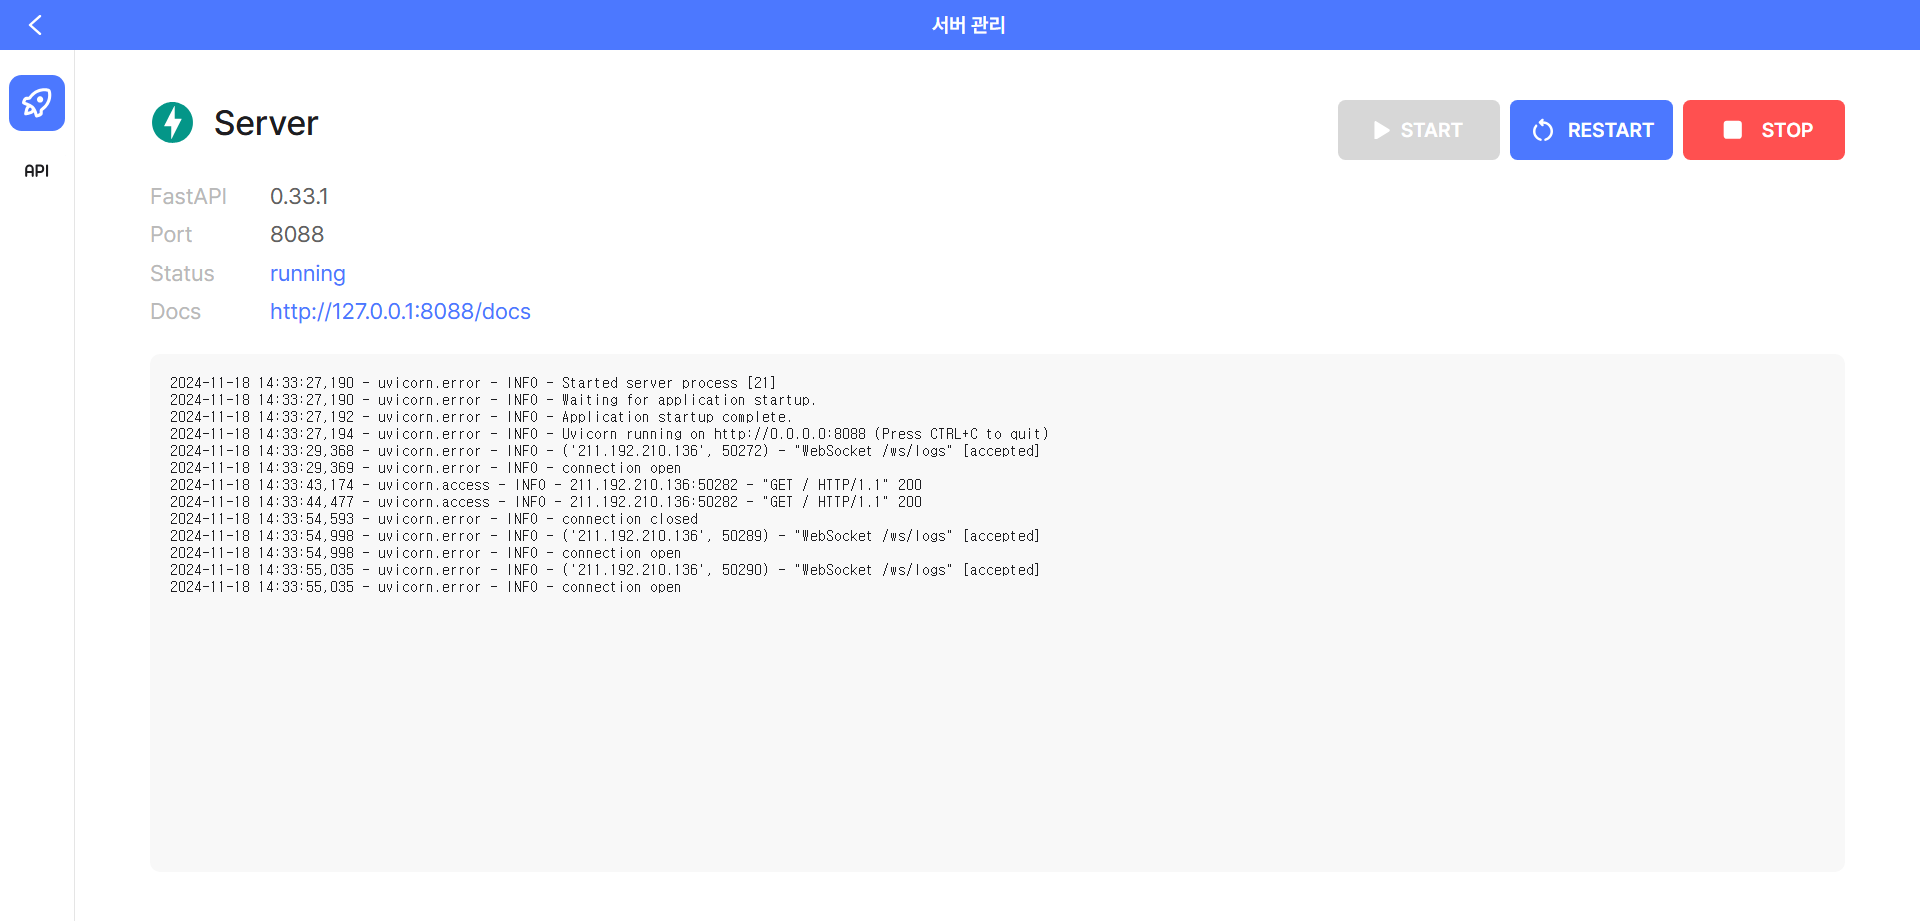 서버 관리
Server
START
RESTART
STOP
API
FastAPI 0.33.1
Port 8088
Status running
Docs http://127.0.0.1:8088/docs
2024-11-18 14:33:27,190 - uvicorn.error - INFO - Started server process [21]
2024-11-18 14:33:27,190 - uvicorn.error - INFO - Waiting for application startup.
2024-11-18 14:33:27,192 - uvicorn.error - INFO - Application startup complete.
2024-11-18 14:33:27,194 - uvicorn.error - INFO - Uvicorn running on http://0.0.0.0:8088 (Press CTRL+C to quit)
2024-11-18 14:33:29,368 - uvicorn.error - INFO - ('211.192.210.136', 50272) - "WebSocket /ws/logs" [accepted]
2024-11-18 14:33:29,369 - uvicorn.error - INFO - connection open
2024-11-18 14:33:43,174 - uvicorn.access - INFO - 211.192.210.136:50282 - "GET / HTTP/1.1" 200
2024-11-18 14:33:44,477 - uvicorn.access - INFO - 211.192.210.136:50282 - "GET / HTTP/1.1" 200
2024-11-18 14:33:54,593 - uvicorn.error - INFO - connection closed
2024-11-18 14:33:54,998 - uvicorn.error - INFO - ('211.192.210.136', 50289) - "WebSocket /ws/logs" [accepted]
2024-11-18 14:33:54,998 - uvicorn.error - INFO - connection open
2024-11-18 14:33:55,035 - uvicorn.error - INFO - ('211.192.210.136', 50290) - "WebSocket /ws/logs" [accepted]
2024-11-18 14:33:55,035 - uvicorn.error - INFO - connection open